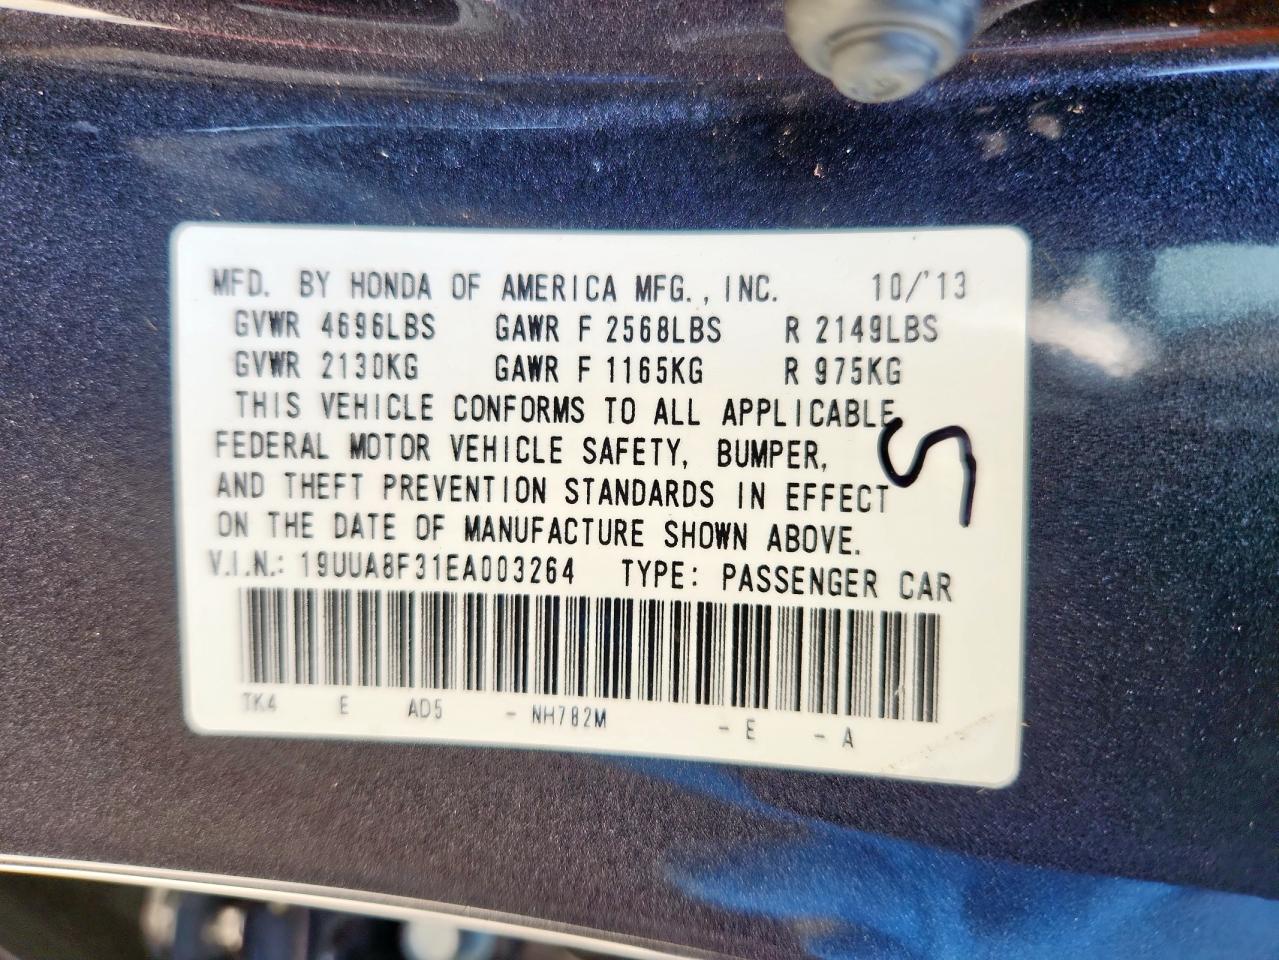 MFD. BY HONDA OF AMERICA MFG., INC. 10/'13
GVWR 4696LBS GAWR F 2568LBS R 2149LBS
GVWR 2130KG GAWR F 1165KG R 975KG
THIS VEHICLE CONFORMS TO ALL APPLICABLE
FEDERAL MOTOR VEHICLE SAFETY, BUMPER,
AND THEFT PREVENTION STANDARDS IN EFFECT
ON THE DATE OF MANUFACTURE SHOWN ABOVE.
V.I.N.: 19UUA8F31EA003264 TYPE: PASSENGER CAR
TK4 E AD5 - NH782M - E - A